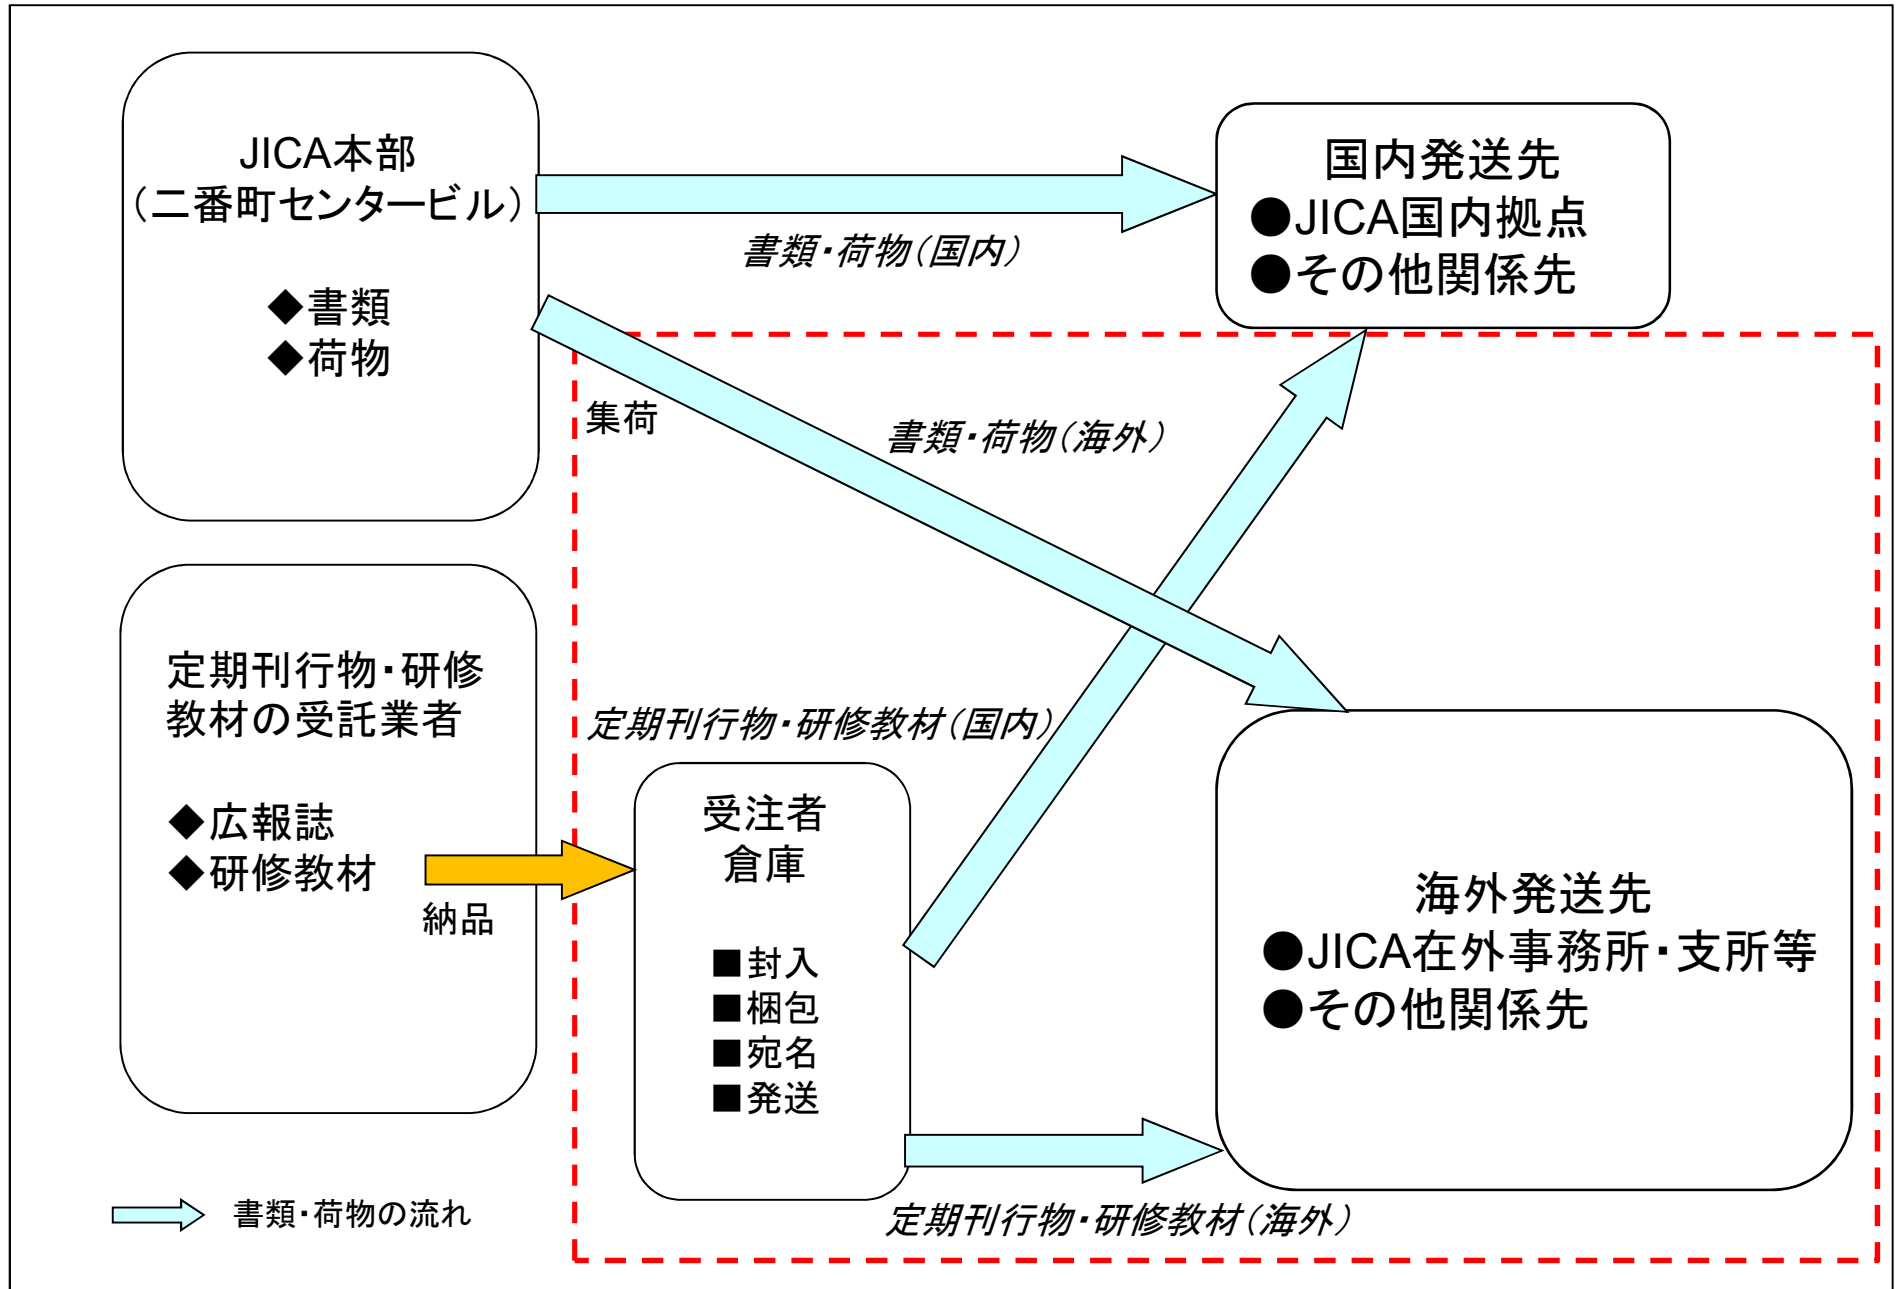 JICA本部
（二番町センタービル）
◆書類
◆荷物
国内発送先
●JICA国内拠点
●その他関係先
書類・荷物（国内）
集荷
書類・荷物（海外）
定期刊行物・研修
教材の受託業者
◆広報誌
◆研修教材
納品
定期刊行物・研修教材（国内）
受注者
倉庫
■封入
■梱包
■宛名
■発送
海外発送先
●JICA在外事務所・支所等
●その他関係先
定期刊行物・研修教材（海外）
書類・荷物の流れ